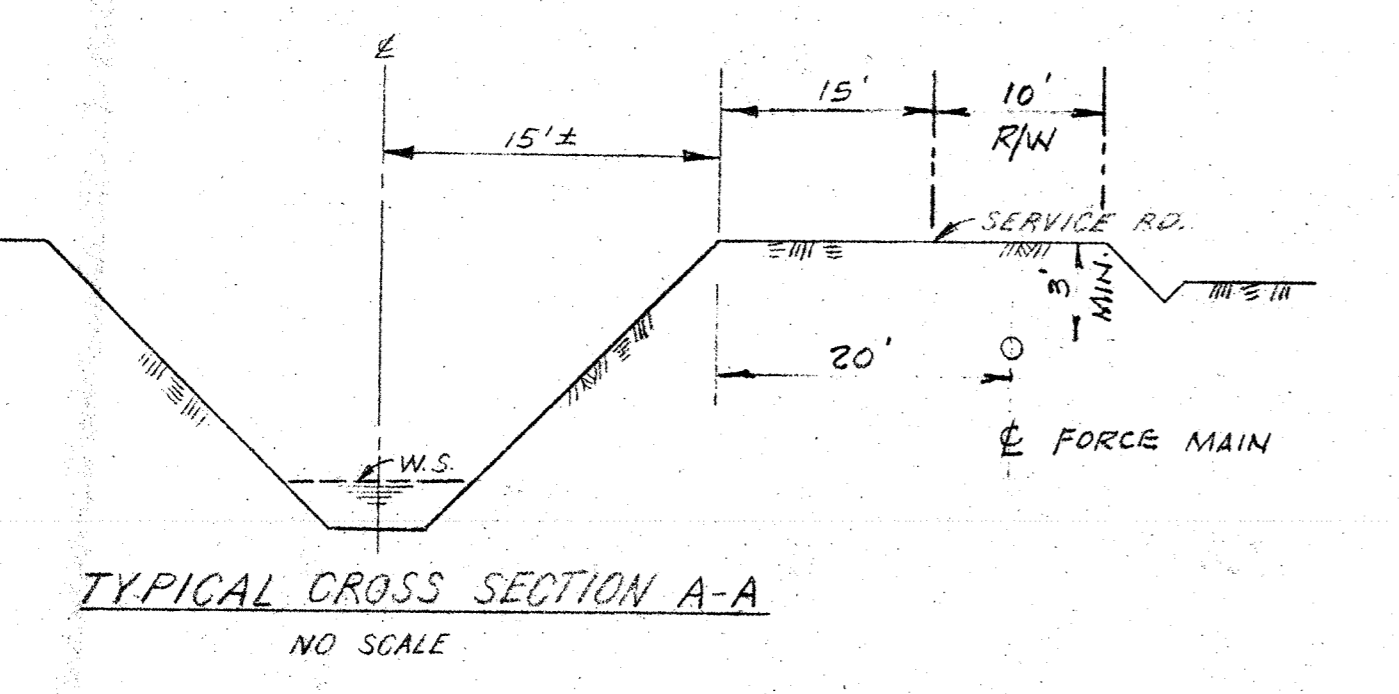 ℄
15'±
15'
10'
R/W
SERVICE RD.
3'
MIN.
20'
℄ FORCE MAIN
W.S.
TYPICAL CROSS SECTION A-A
NO SCALE